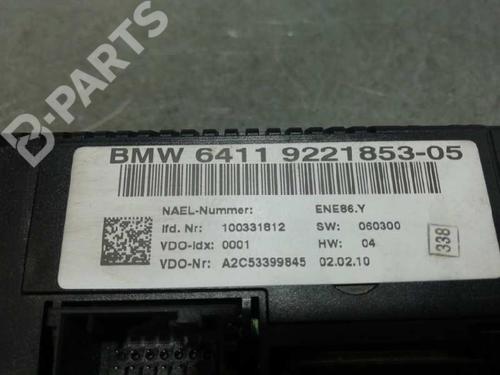 B-PARTS
BMW 6411 9221853-05
NAEL-Nummer: ENE86.Y
lfd. Nr: 100331812 SW: 060300
VDO-Idx: 0001 HW: 04
VDO-Nr: A2C53399845 02.02.10
338